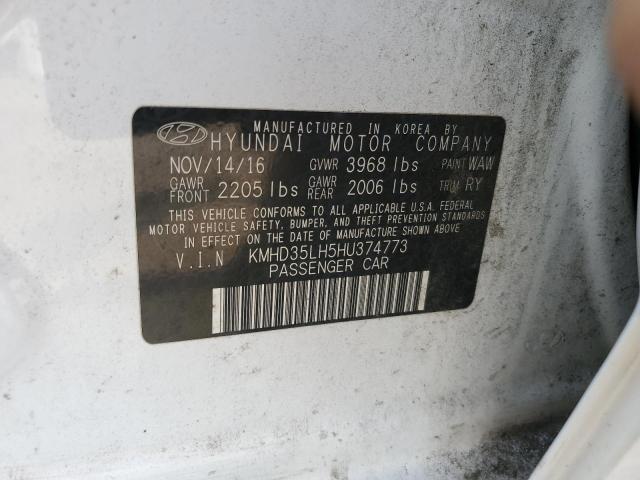 MANUFACTURED IN KOREA BY
HYUNDAI MOTOR COMPANY
NOV/14/16 GVWR 3968 lbs PAINT WAW
GAWR FRONT 2205 lbs GAWR REAR 2006 lbs TRIM RY
THIS VEHICLE CONFORMS TO ALL APPLICABLE U.S.A. FEDERAL
MOTOR VEHICLE SAFETY, BUMPER, AND THEFT PREVENTION STANDARDS
IN EFFECT ON THE DATE OF MANUFACTURE SHOWN ABOVE.
V.I.N KMHD35LH5HU374773
PASSENGER CAR